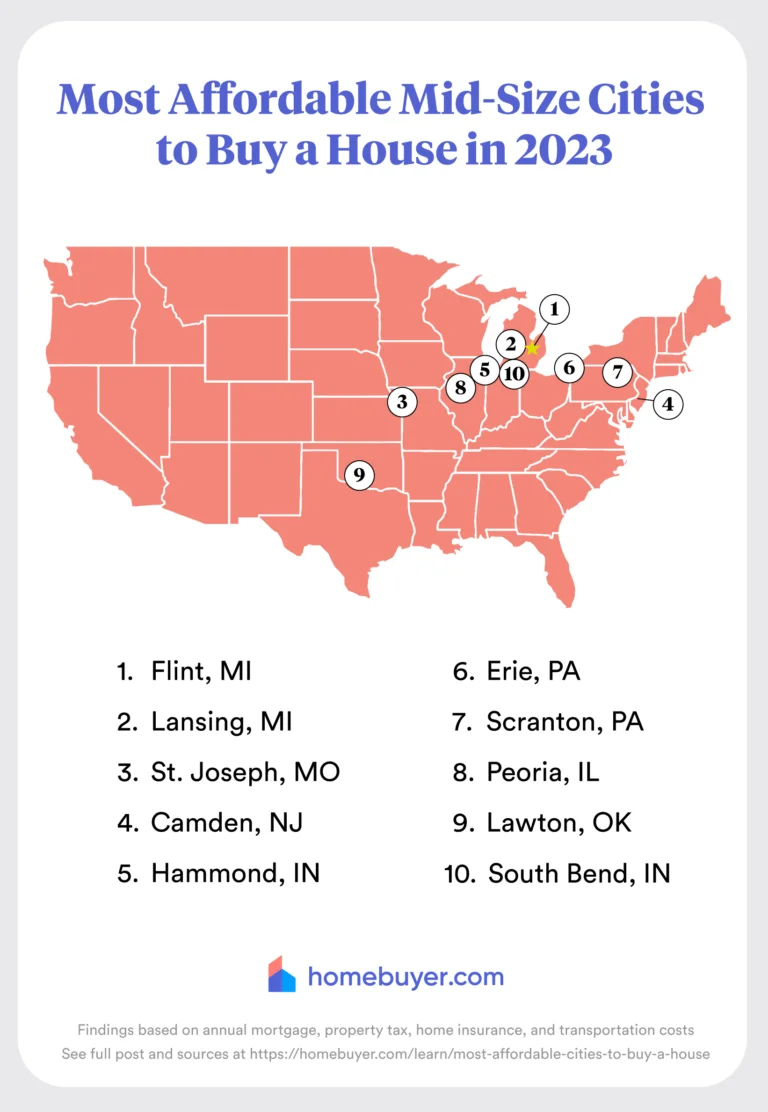 Most Affordable Mid-Size Cities
to Buy a House in 2023
1
2
5
10
6
7
8
3
4
9
1. Flint, MI
2. Lansing, MI
3. St. Joseph, MO
4. Camden, NJ
5. Hammond, IN
6. Erie, PA
7. Scranton, PA
8. Peoria, IL
9. Lawton, OK
10. South Bend, IN
homebuyer.com
Findings based on annual mortgage, property tax, home insurance, and transportation costs
See full post and sources at https://homebuyer.com/learn/most-affordable-cities-to-buy-a-house